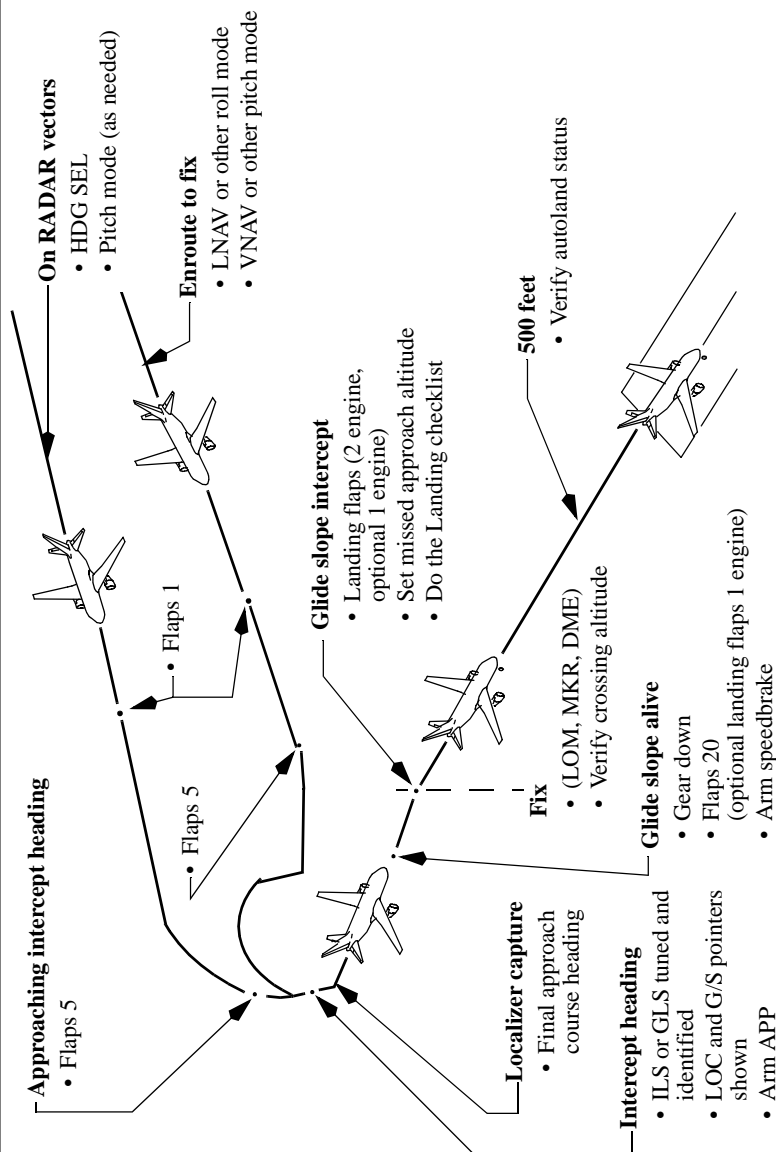 On RADAR vectors
• HDG SEL
• Pitch mode (as needed)
Enroute to fix
• LNAV or other roll mode
• VNAV or other pitch mode
• Flaps 1
Approaching intercept heading
• Flaps 5
• Flaps 5
Localizer capture
• Final approach
course heading
Intercept heading
• ILS or GLS tuned and
identified
• LOC and G/S pointers
shown
• Arm APP
Glide slope alive
• Gear down
• Flaps 20
(optional landing flaps 1 engine)
• Arm speedbrake
Fix
• (LOM, MKR, DME)
• Verify crossing altitude
Glide slope intercept
• Landing flaps (2 engine,
optional 1 engine)
• Set missed approach altitude
• Do the Landing checklist
500 feet
• Verify autoland status